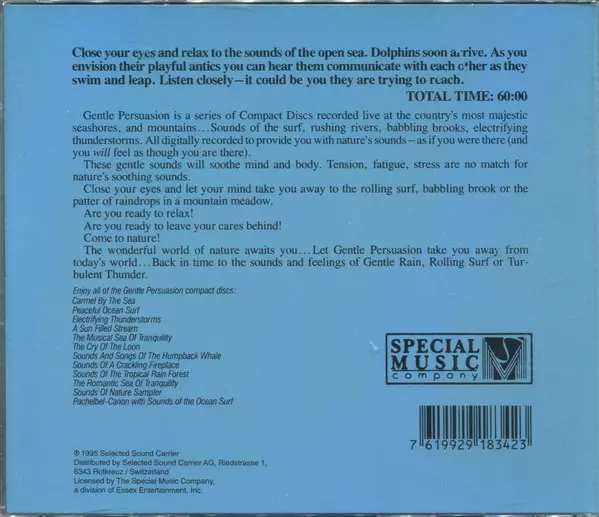 Close your eyes and relax to the sounds of the open sea. Dolphins soon arrive. As you
envision their playful antics you can hear them communicate with each other as they
swim and leap. Listen closely—it could be you they are trying to reach.
TOTAL TIME: 60:00
Gentle Persuasion is a series of Compact Discs recorded live at the country's most majestic
seashores, and mountains...Sounds of the surf, rushing rivers, babbling brooks, electrifying
thunderstorms. All digitally recorded to provide you with nature's sounds—as if you were there (and
you will feel as though you are there).
These gentle sounds will soothe mind and body. Tension, fatigue, stress are no match for
nature's soothing sounds.
Close your eyes and let your mind take you away to the rolling surf, babbling brook or the
patter of raindrops in a mountain meadow.
Are you ready to relax!
Are you ready to leave your cares behind!
Come to nature!
The wonderful world of nature awaits you...Let Gentle Persuasion take you away from
today's world...Back in time to the sounds and feelings of Gentle Rain, Rolling Surf or Tur-
bulent Thunder.
Enjoy all of the Gentle Persuasion compact discs:
Carmel By The Sea
Peaceful Ocean Surf
Electrifying Thunderstorms
A Sun Filled Stream
The Musical Sea Of Tranquility
The Cry Of The Loon
Sounds And Songs Of The Humpback Whale
Sounds Of A Crackling Fireplace
Sounds Of The Tropical Rain Forest
The Romantic Sea Of Tranquility
Sounds Of Nature Sampler
Pachelbel-Canon with Sounds of the Ocean Surf
SPECIAL
MUSIC
company
7 619929 183423
℗ 1995 Selected Sound Carrier
Distributed by Selected Sound Carrier AG, Riedstrasse 1,
6343 Rotkreuz / Switzerland
Licensed by The Special Music Company,
a division of Essex Entertainment, Inc.